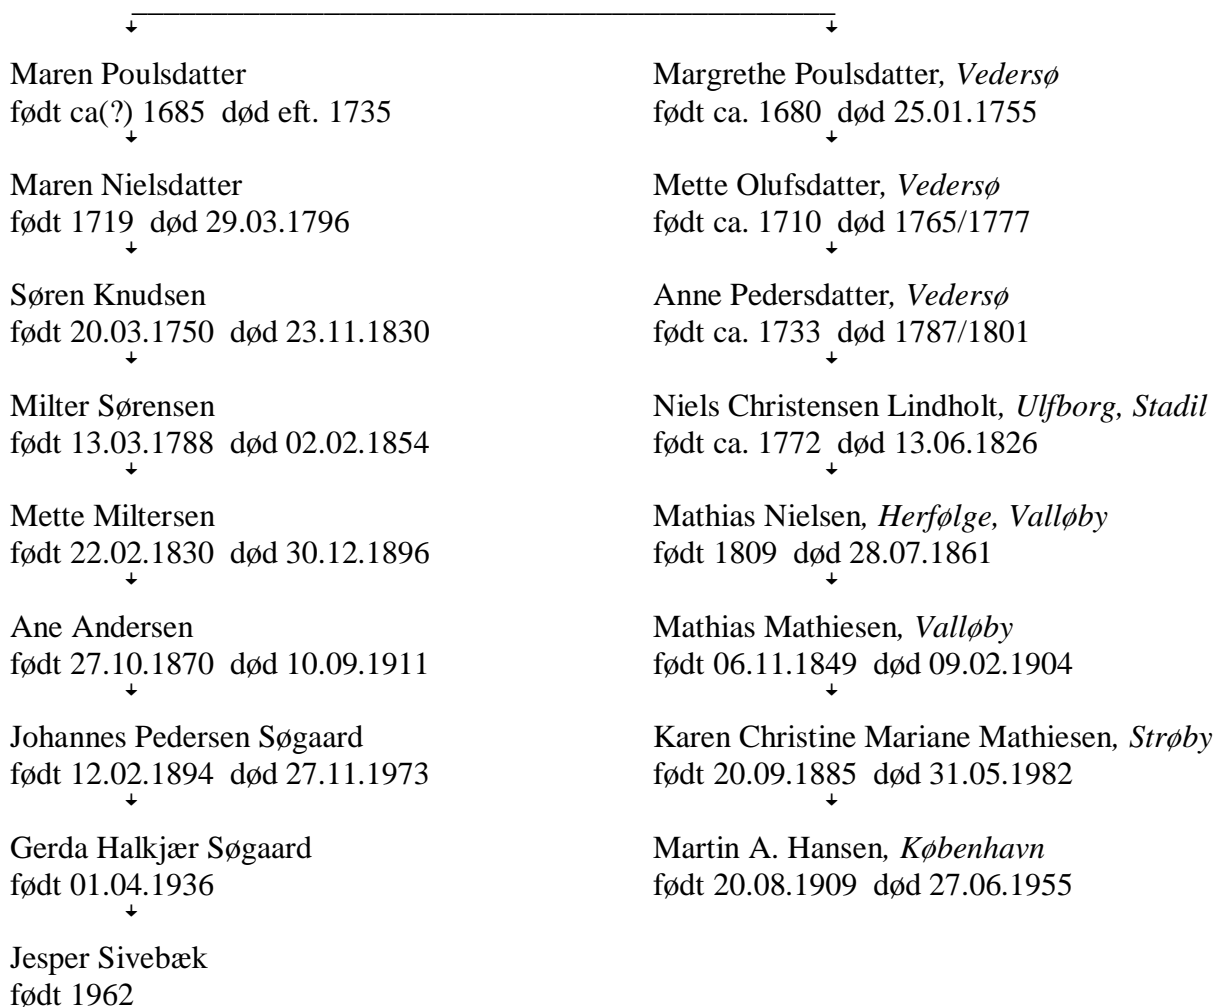 Maren Poulsdatter
født ca(?) 1685 død eft. 1735
Maren Nielsdatter
født 1719 død 29.03.1796
Søren Knudsen
født 20.03.1750 død 23.11.1830
Milter Sørensen
født 13.03.1788 død 02.02.1854
Mette Miltersen
født 22.02.1830 død 30.12.1896
Ane Andersen
født 27.10.1870 død 10.09.1911
Johannes Pedersen Søgaard
født 12.02.1894 død 27.11.1973
Gerda Halkjær Søgaard
født 01.04.1936
Jesper Sivebæk
født 1962
Margrethe Poulsdatter, Vedersø
født ca. 1680 død 25.01.1755
Mette Olufsdatter, Vedersø
født ca. 1710 død 1765/1777
Anne Pedersdatter, Vedersø
født ca. 1733 død 1787/1801
Niels Christensen Lindholt, Ulfborg, Stadil
født ca. 1772 død 13.06.1826
Mathias Nielsen, Herfølge, Valløby
født 1809 død 28.07.1861
Mathias Mathiesen, Valløby
født 06.11.1849 død 09.02.1904
Karen Christine Mariane Mathiesen, Strøby
født 20.09.1885 død 31.05.1982
Martin A. Hansen, København
født 20.08.1909 død 27.06.1955